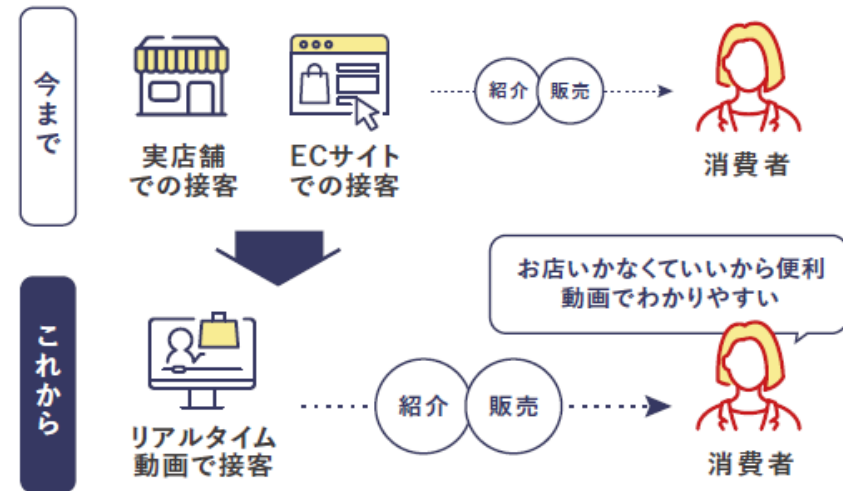 今まで
実店舗
での接客
ECサイト
での接客
紹介
販売
消費者
これから
リアルタイム
動画で接客
紹介
販売
お店いかなくていいから便利
動画でわかりやすい
消費者